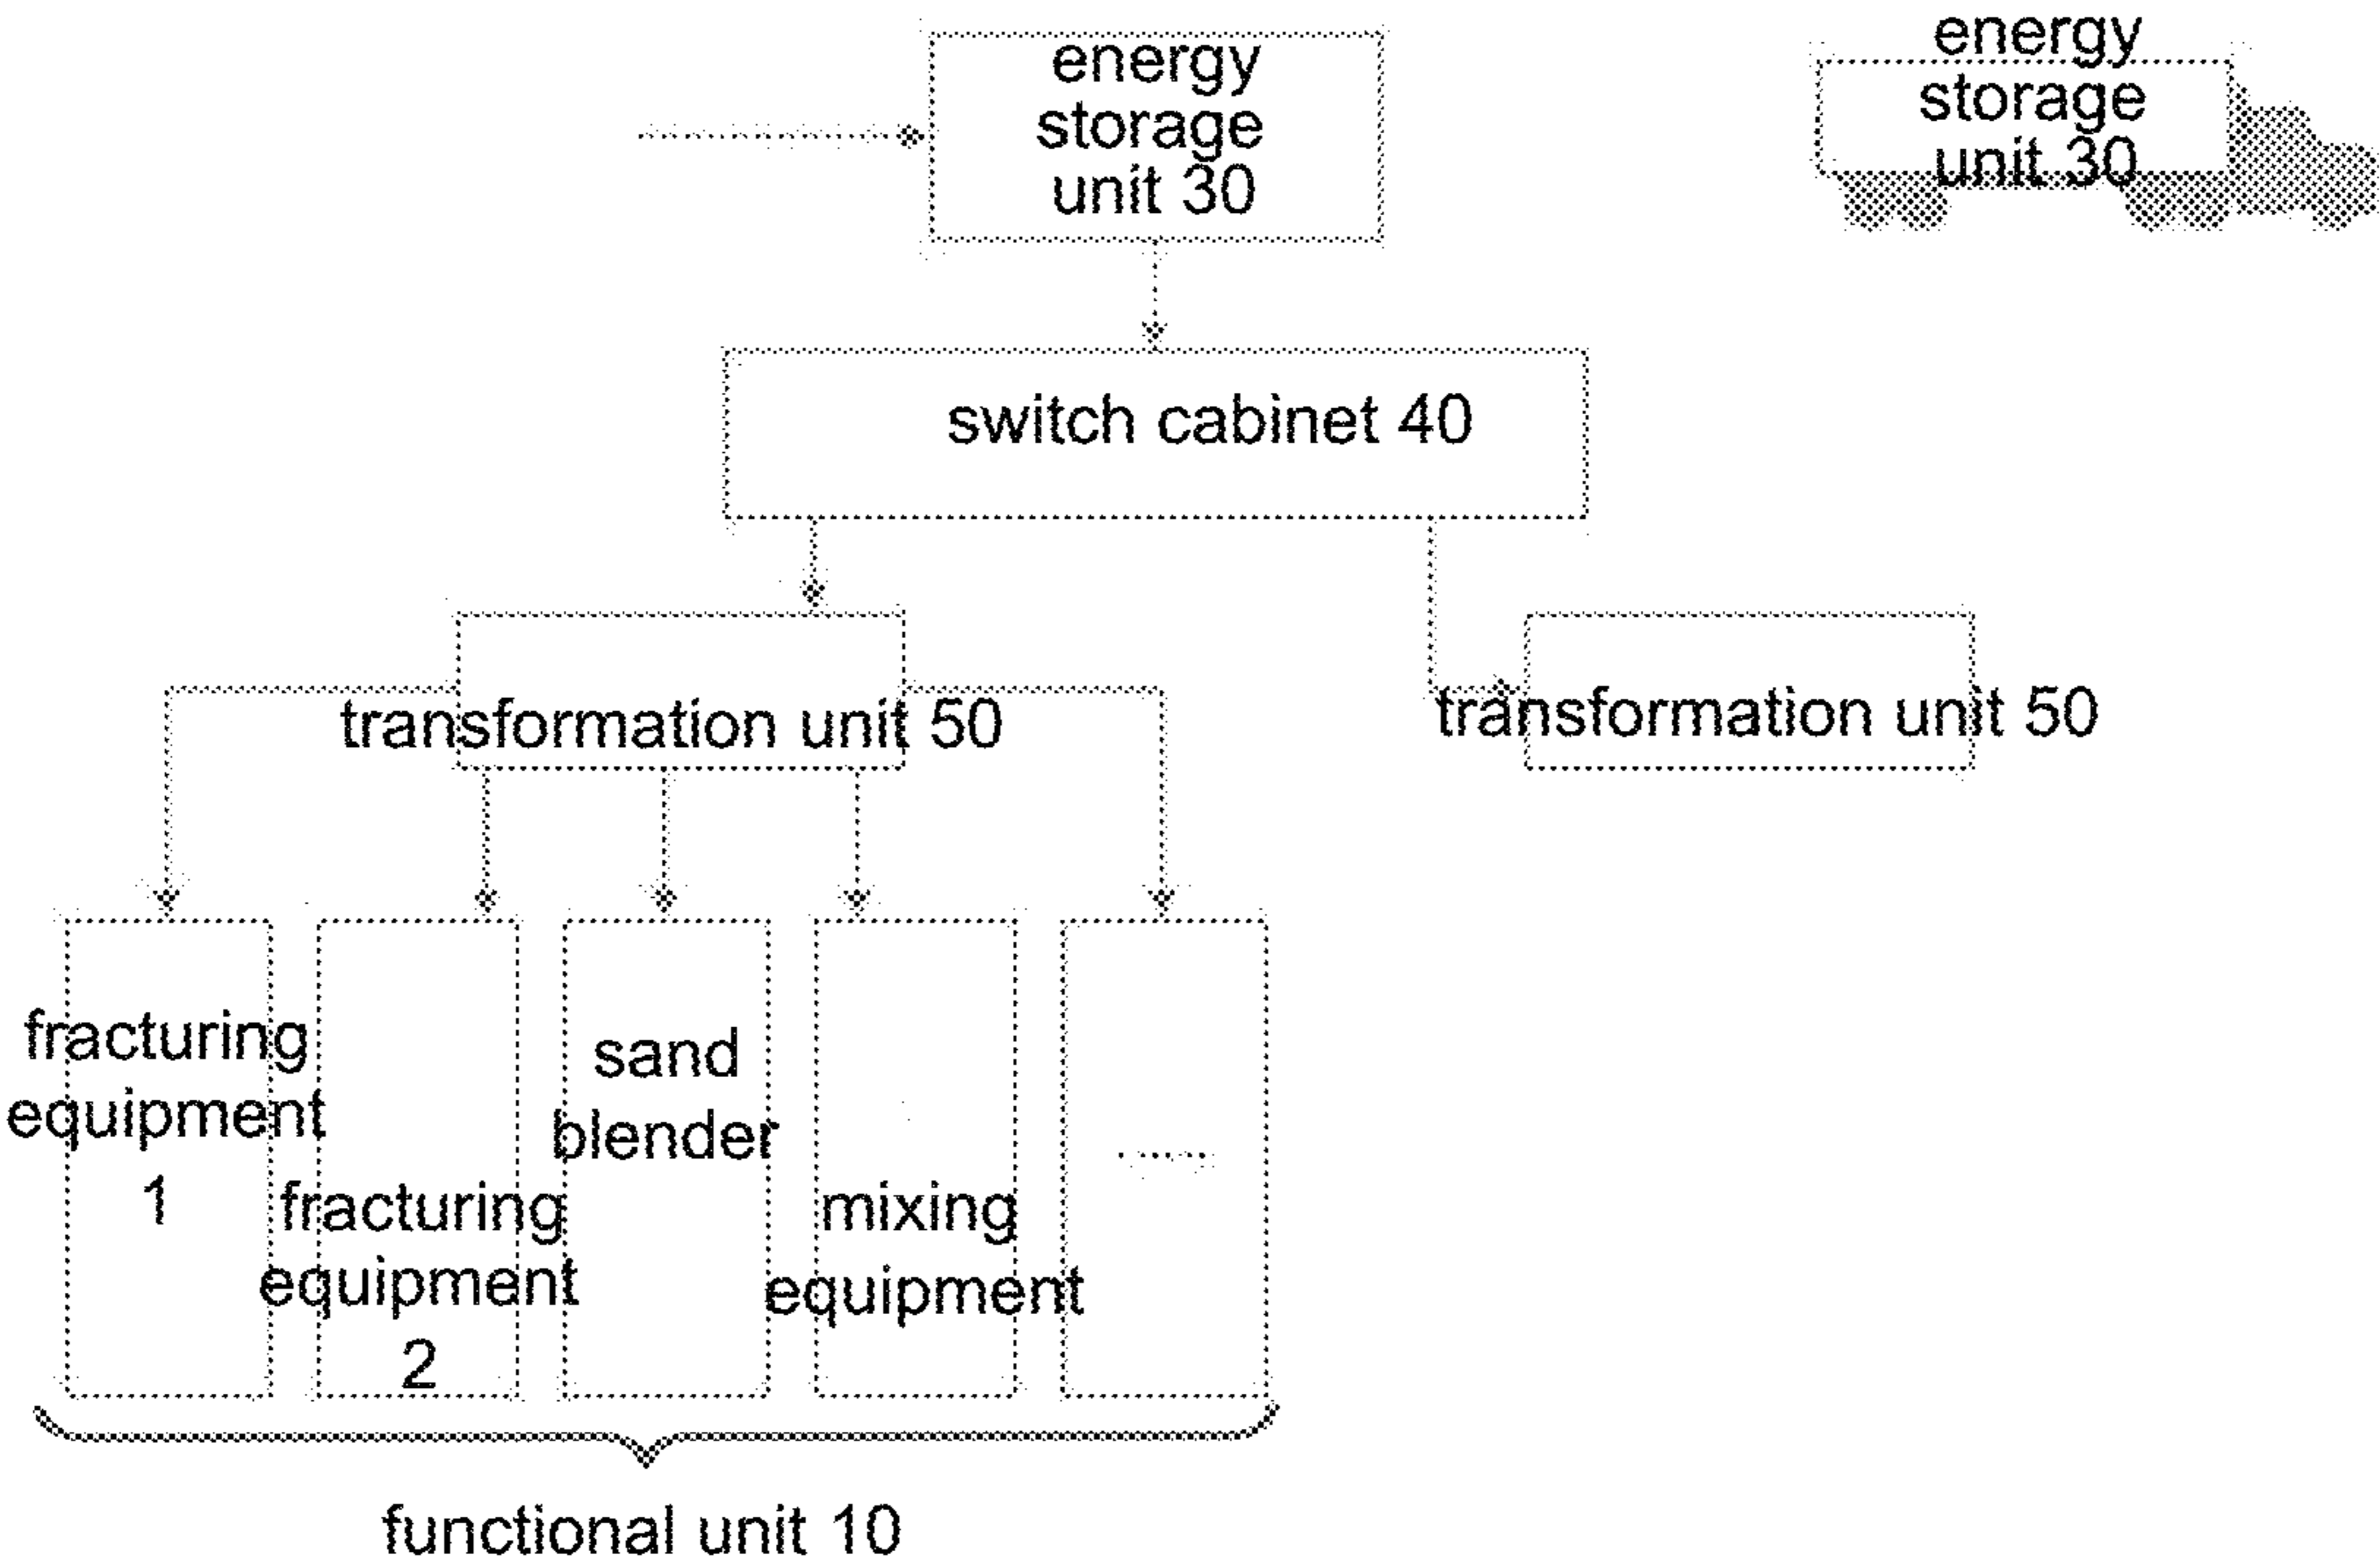 energy
storage
unit 30
energy
storage
unit 30
switch cabinet 40
transformation unit 50
transformation unit 50
fracturing
equipment
1
fracturing
equipment
2
sand
blender
mixing
equipment
......
functional unit 10